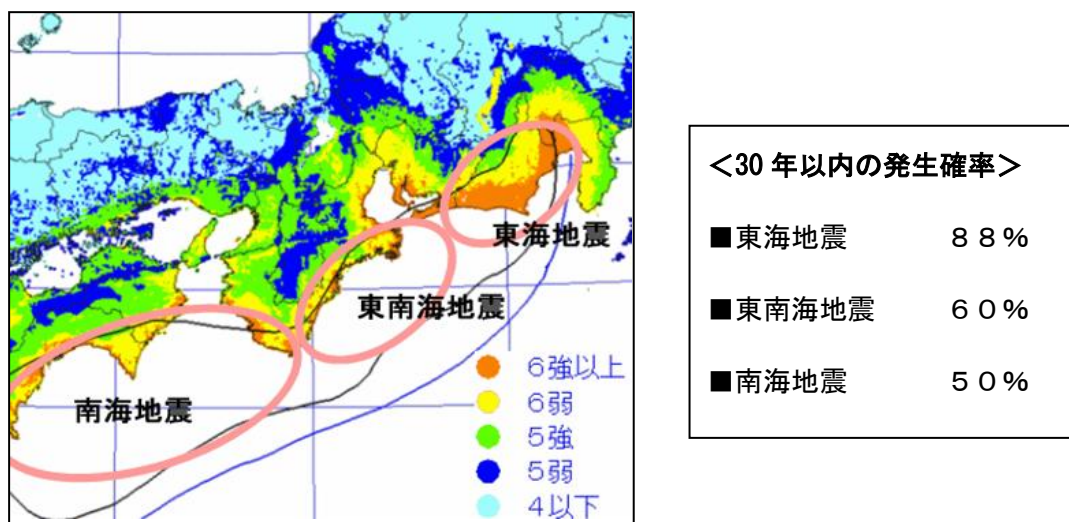 東海地震
東南海地震
南海地震
6強以上
6弱
5強
5弱
4以下
＜30 年以内の発生確率＞
■東海地震 ８８%
■東南海地震 ６０%
■南海地震 ５０%